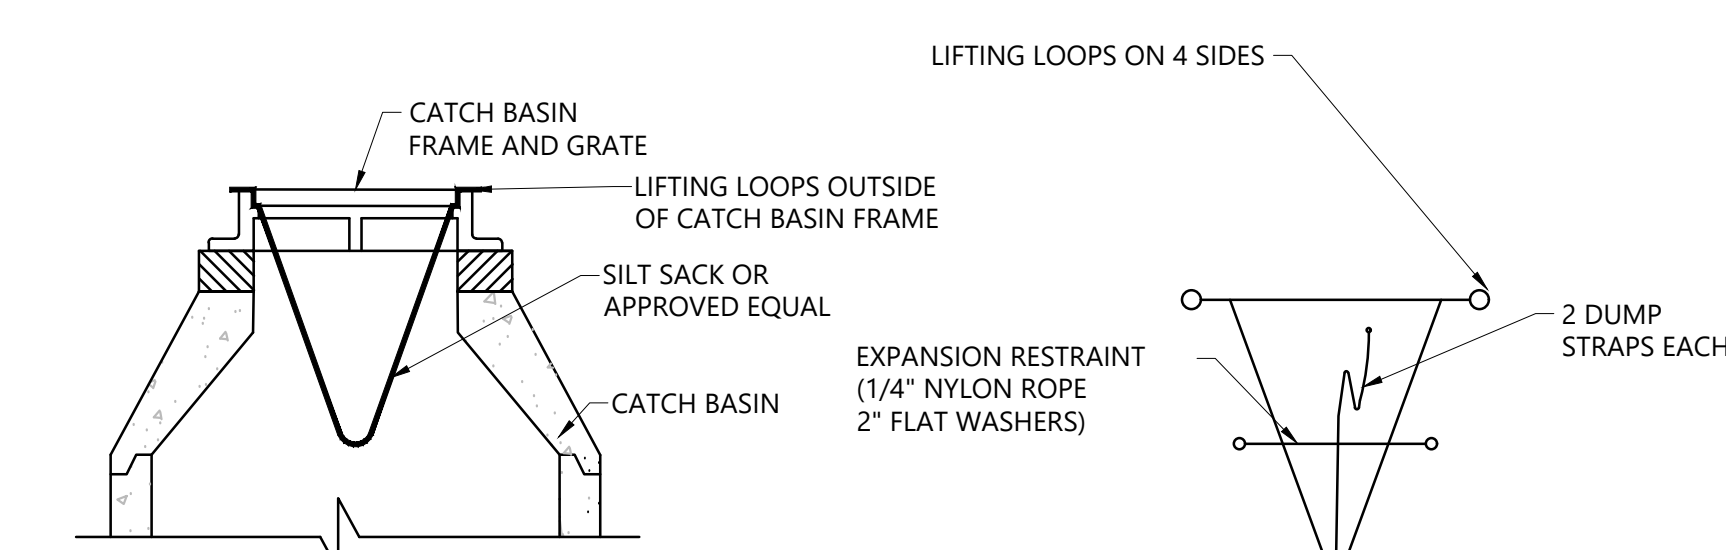 LIFTING LOOPS ON 4 SIDES
CATCH BASIN
FRAME AND GRATE
LIFTING LOOPS OUTSIDE
OF CATCH BASIN FRAME
SILT SACK OR
APPROVED EQUAL
CATCH BASIN
EXPANSION RESTRAINT
(1/4" NYLON ROPE
2" FLAT WASHERS)
2 DUMP
STRAPS EACH